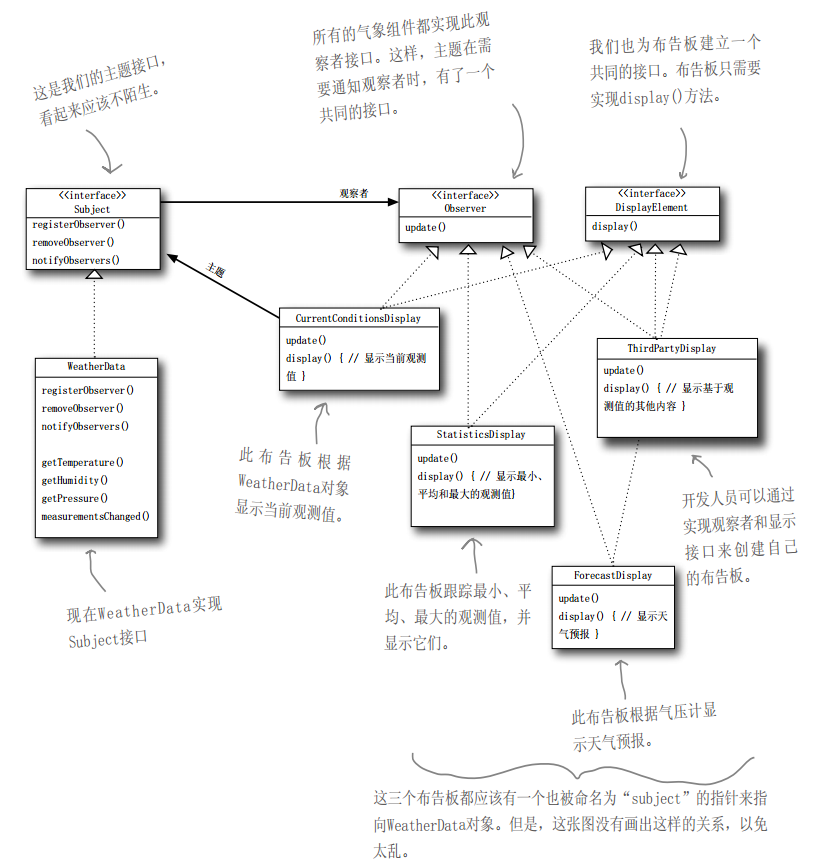 这是我们的主题接口，
看起来应该不陌生。
所有的气象组件都实现此观
察者接口。这样，主题在需
要通知观察者时，有了一个
共同的接口。
我们也为布告板建立一个
共同的接口。布告板只需要
实现display()方法。
<<interface>>
Subject
registerObserver()
removeObserver()
notifyObservers()
观察者
<<interface>>
Observer
update()
<<interface>>
DisplayElement
display()
主题
WeatherData
registerObserver()
removeObserver()
notifyObservers()
getTemperature()
getHumidity()
getPressure()
measurementsChanged()
现在WeatherData实现
Subject接口
CurrentConditionsDisplay
update()
display() { // 显示当前观测
值 }
此布告板根据
WeatherData对象
显示当前观测值。
StatisticsDisplay
update()
display() { // 显示最小、
平均和最大的观测值}
此布告板跟踪最小、平
均、最大的观测值，并
显示它们。
ThirdPartyDisplay
update()
display() { // 显示基于观
测值的其他内容 }
开发人员可以通过
实现观察者和显示
接口来创建自己
的布告板。
ForecastDisplay
update()
display() { // 显示天
气预报 }
此布告板根据气压计显
示天气预报。
这三个布告板都应该有一个也被命名为“subject”的指针来指
向WeatherData对象。但是，这张图没有画出这样的关系，以免
太乱。